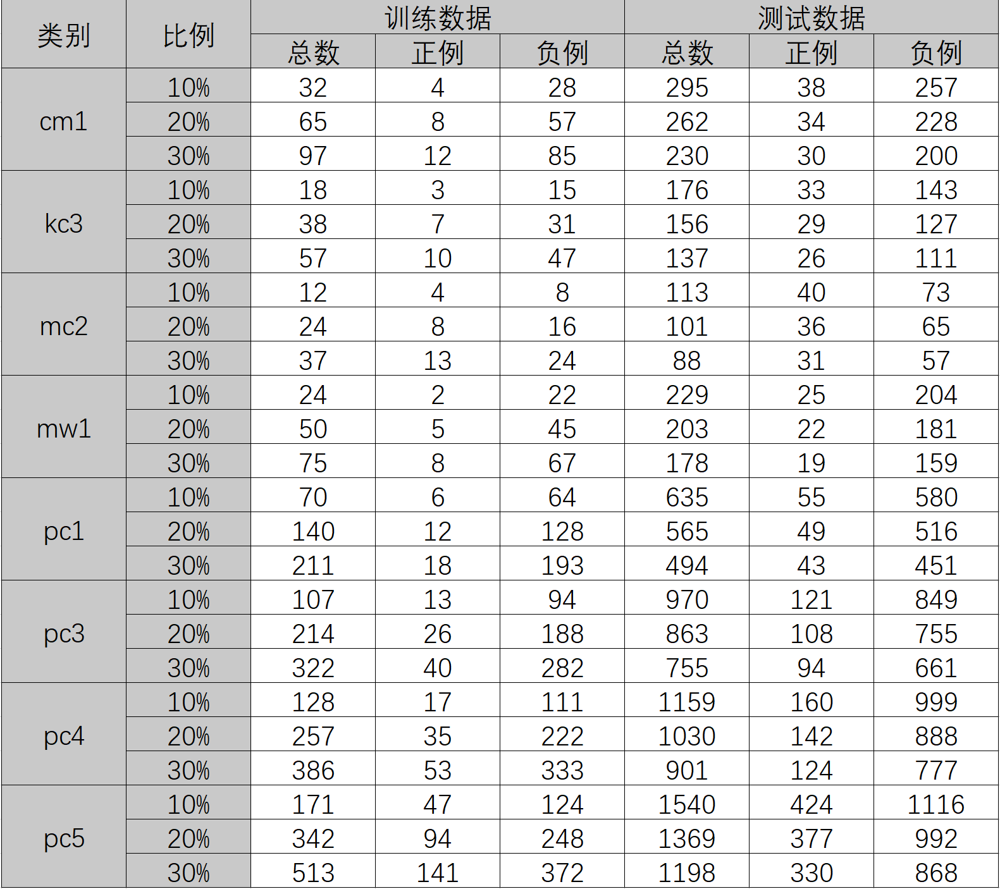 类别 比例 训练数据 测试数据
总数 正例 负例 总数 正例 负例
cm1 10% 32 4 28 295 38 257
20% 65 8 57 262 34 228
30% 97 12 85 230 30 200
kc3 10% 18 3 15 176 33 143
20% 38 7 31 156 29 127
30% 57 10 47 137 26 111
mc2 10% 12 4 8 113 40 73
20% 24 8 16 101 36 65
30% 37 13 24 88 31 57
mw1 10% 24 2 22 229 25 204
20% 50 5 45 203 22 181
30% 75 8 67 178 19 159
pc1 10% 70 6 64 635 55 580
20% 140 12 128 565 49 516
30% 211 18 193 494 43 451
pc3 10% 107 13 94 970 121 849
20% 214 26 188 863 108 755
30% 322 40 282 755 94 661
pc4 10% 128 17 111 1159 160 999
20% 257 35 222 1030 142 888
30% 386 53 333 901 124 777
pc5 10% 171 47 124 1540 424 1116
20% 342 94 248 1369 377 992
30% 513 141 372 1198 330 868